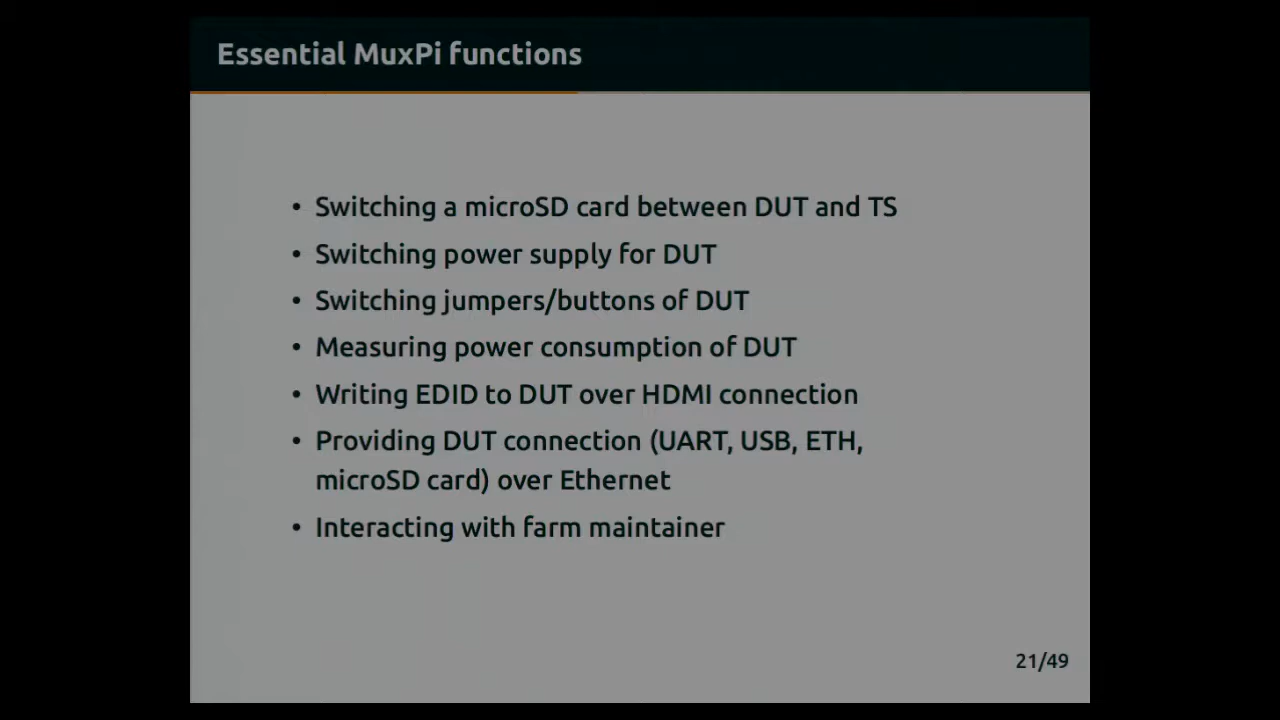 Essential MuxPi functions
• Switching a microSD card between DUT and TS
• Switching power supply for DUT
• Switching jumpers/buttons of DUT
• Measuring power consumption of DUT
• Writing EDID to DUT over HDMI connection
• Providing DUT connection (UART, USB, ETH,
microSD card) over Ethernet
• Interacting with farm maintainer
21/49